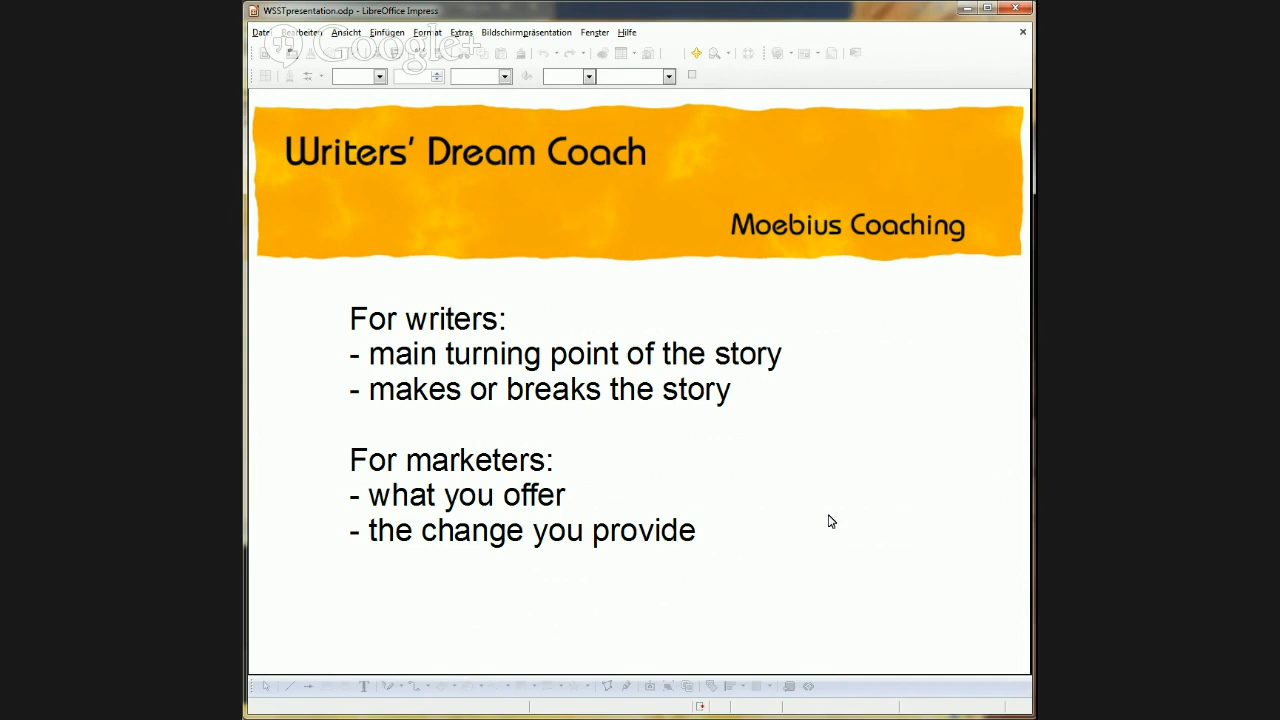 WSSTpresentation.odp - LibreOffice Impress
Datei Bearbeiten Ansicht Einfügen Format Extras Bildschirmpräsentation Fenster Hilfe
Google+
Writers' Dream Coach
Moebius Coaching
For writers:
- main turning point of the story
- makes or breaks the story
For marketers:
- what you offer
- the change you provide